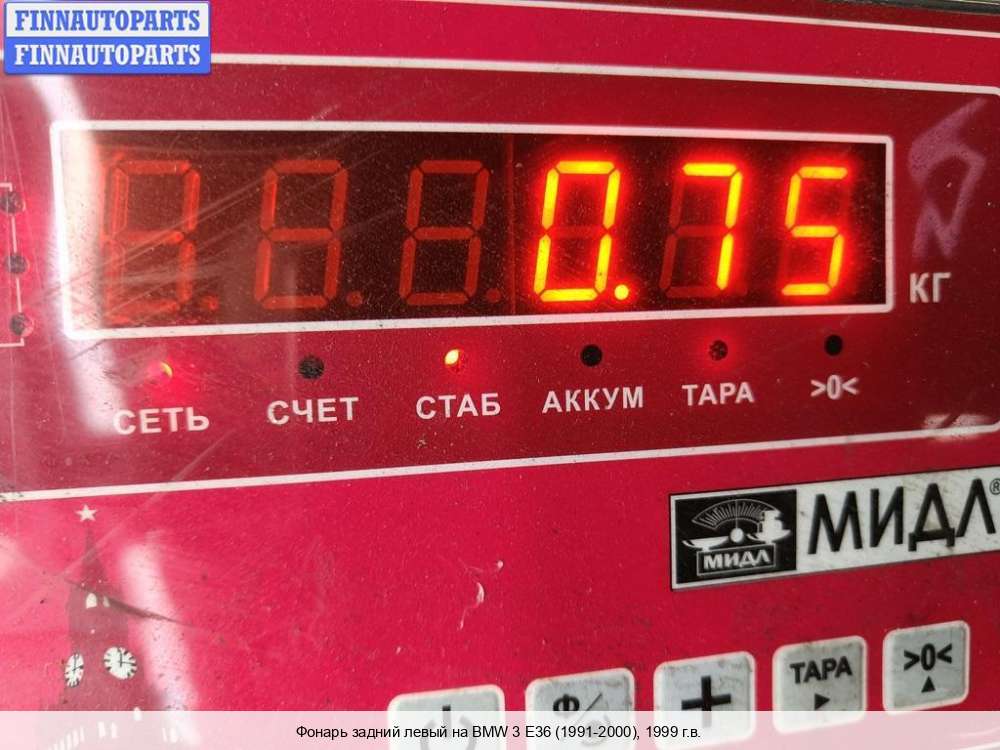 FINNAUTOPARTS
FINNAUTOPARTS
0.75
КГ
СЕТЬ СЧЕТ СТАБ АККУМ ТАРА >0<
МИДЛ МИДЛ®
Ф/ + ТАРА >0<
Фонарь задний левый на BMW 3 E36 (1991-2000), 1999 г.в.